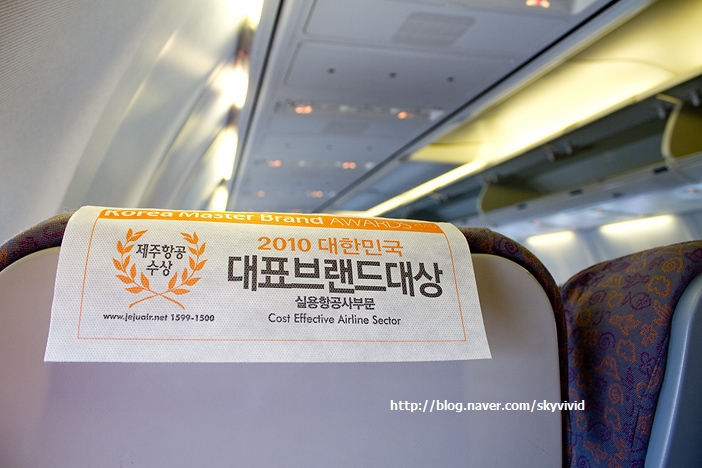 Korea Master Brand AWARDS
제주항공
수상
www.jejuair.net 1599-1500
2010 대한민국
대표브랜드대상
실용항공사부문
Cost Effective Airline Sector
http://blog.naver.com/skyvivid